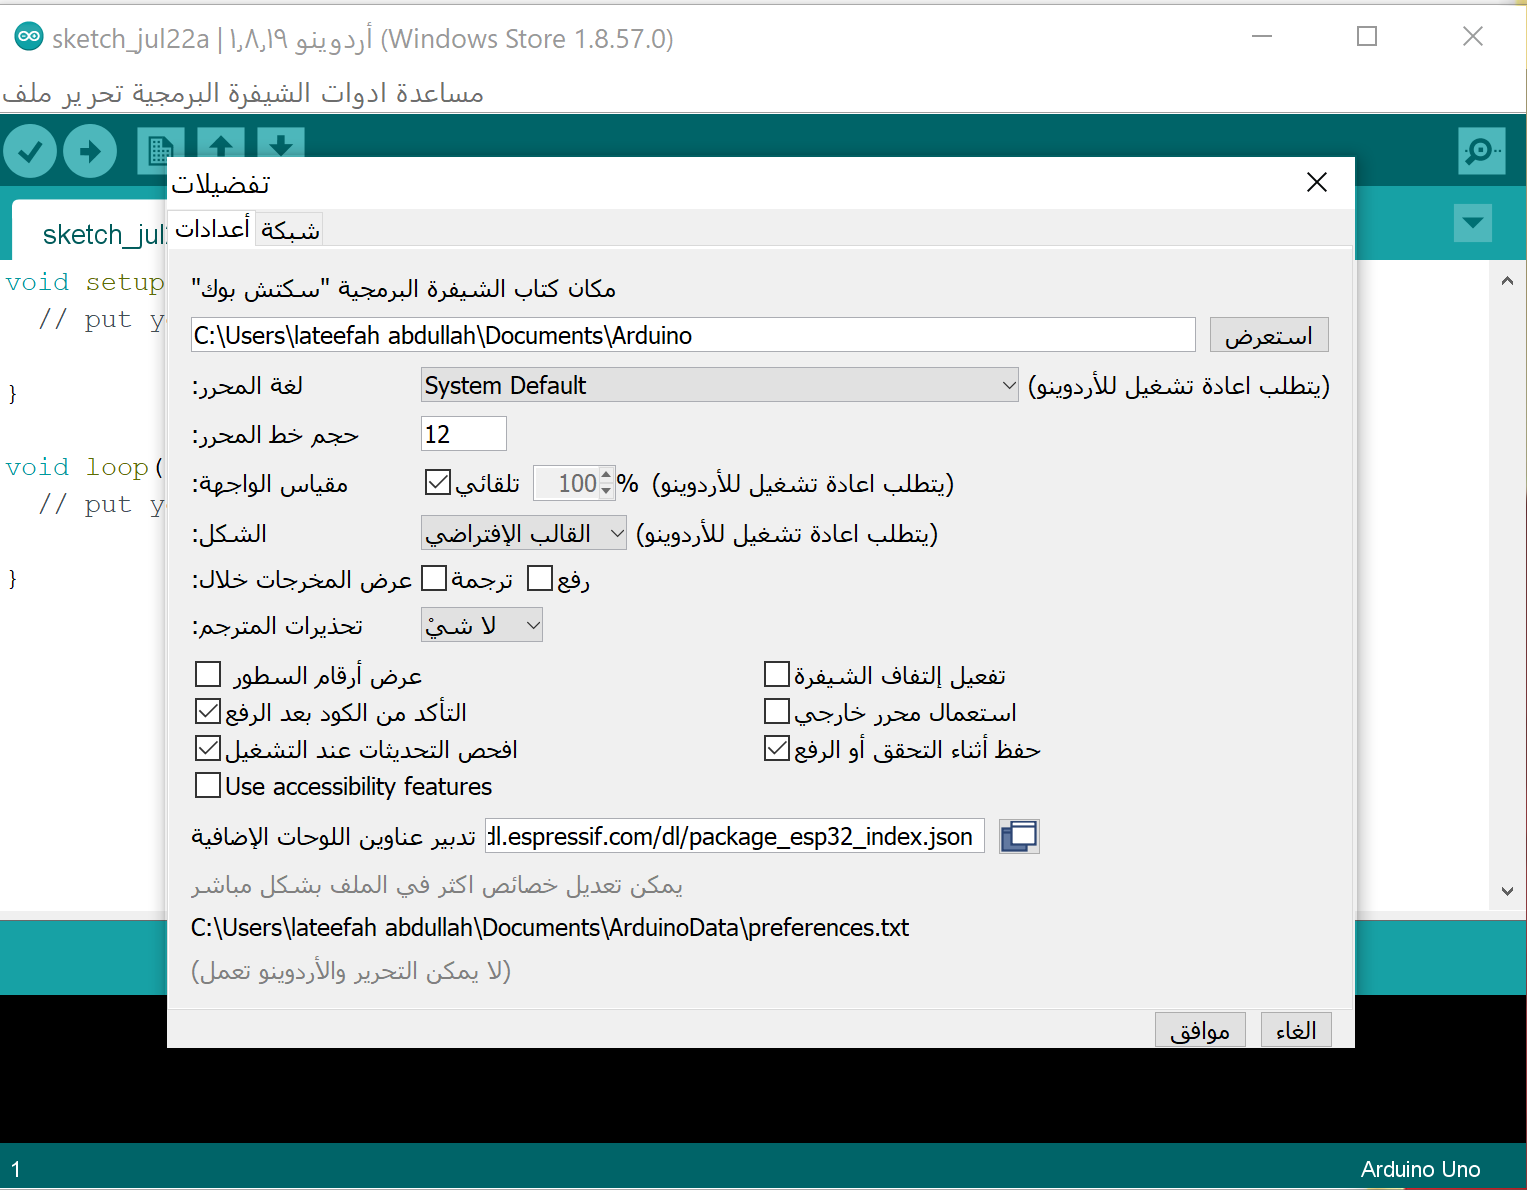 sketch_jul22a | أردوينو ١٫٨٫١٩ (Windows Store 1.8.57.0)
ملف تحرير الشيفرة البرمجية ادوات مساعدة
تفضيلات
sketch_jul
أعدادات شبكة
void setup
// put y
}
void loop(
// put y
}
مكان كتاب الشيفرة البرمجية "سكتش بوك"
C:\Users\lateefah abdullah\Documents\Arduino استعرض
لغة المحرر: System Default (يتطلب اعادة تشغيل للأردوينو)
حجم خط المحرر: 12
مقياس الواجهة: تلقائي 100 % (يتطلب اعادة تشغيل للأردوينو)
الشكل: القالب الإفتراضي (يتطلب اعادة تشغيل للأردوينو)
عرض المخرجات خلال: ترجمة رفع
تحذيرات المترجم: لا شيْ
عرض أرقام السطور تفعيل إلتفاف الشيفرة
التأكد من الكود بعد الرفع استعمال محرر خارجي
افحص التحديثات عند التشغيل حفظ أثناء التحقق أو الرفع
Use accessibility features
تدبير عناوين اللوحات الإضافية dl.espressif.com/dl/package_esp32_index.json
يمكن تعديل خصائص اكثر في الملف بشكل مباشر
C:\Users\lateefah abdullah\Documents\ArduinoData\preferences.txt
(لا يمكن التحرير والأردوينو تعمل)
موافق الغاء
1 Arduino Uno